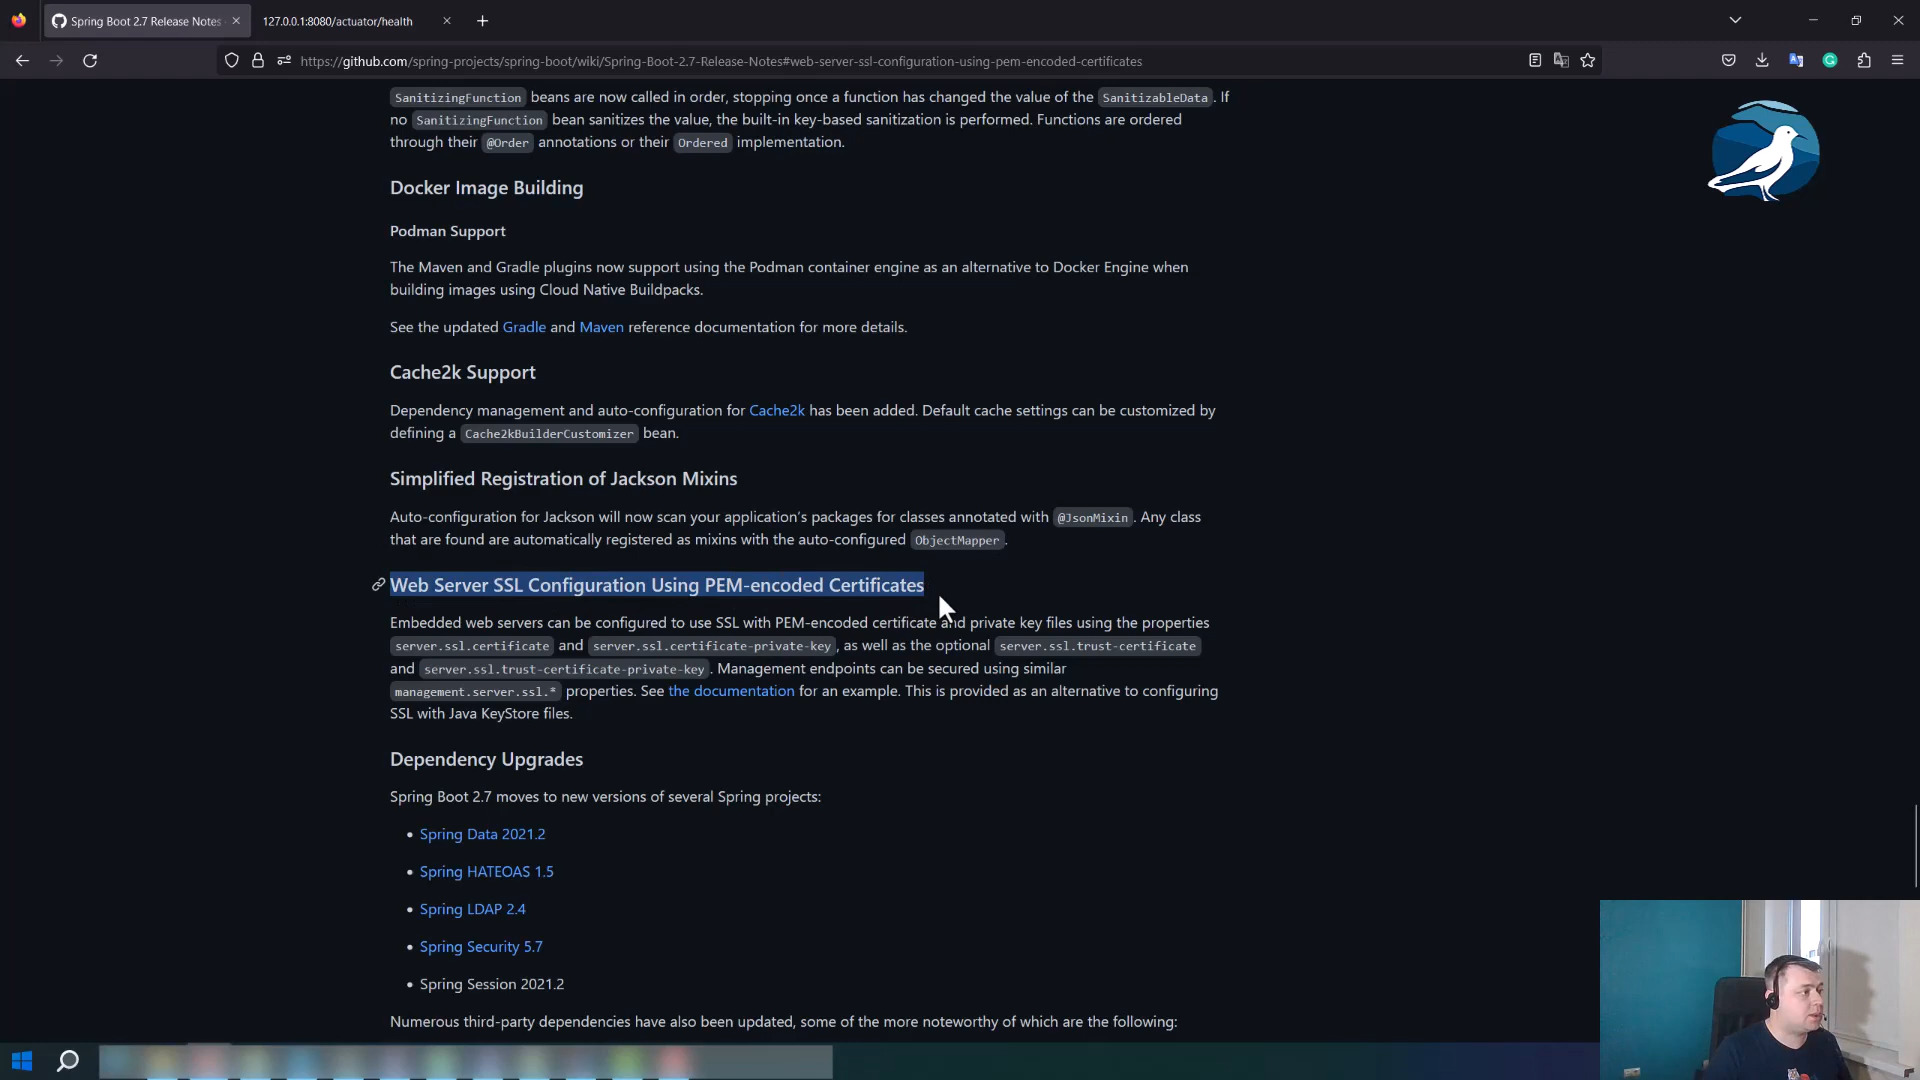 Spring Boot 2.7 Release Notes
127.0.0.1:8080/actuator/health
https://github.com/spring-projects/spring-boot/wiki/Spring-Boot-2.7-Release-Notes#web-server-ssl-configuration-using-pem-encoded-certificates
SanitizingFunction beans are now called in order, stopping once a function has changed the value of the SanitizableData. If
no SanitizingFunction bean sanitizes the value, the built-in key-based sanitization is performed. Functions are ordered
through their @Order annotations or their Ordered implementation.
Docker Image Building
Podman Support
The Maven and Gradle plugins now support using the Podman container engine as an alternative to Docker Engine when
building images using Cloud Native Buildpacks.
See the updated Gradle and Maven reference documentation for more details.
Cache2k Support
Dependency management and auto-configuration for Cache2k has been added. Default cache settings can be customized by
defining a Cache2kBuilderCustomizer bean.
Simplified Registration of Jackson Mixins
Auto-configuration for Jackson will now scan your application's packages for classes annotated with @JsonMixin. Any class
that are found are automatically registered as mixins with the auto-configured ObjectMapper.
Web Server SSL Configuration Using PEM-encoded Certificates
Embedded web servers can be configured to use SSL with PEM-encoded certificate and private key files using the properties
server.ssl.certificate and server.ssl.certificate-private-key, as well as the optional server.ssl.trust-certificate
and server.ssl.trust-certificate-private-key. Management endpoints can be secured using similar
management.server.ssl.* properties. See the documentation for an example. This is provided as an alternative to configuring
SSL with Java KeyStore files.
Dependency Upgrades
Spring Boot 2.7 moves to new versions of several Spring projects:
• Spring Data 2021.2
• Spring HATEOAS 1.5
• Spring LDAP 2.4
• Spring Security 5.7
• Spring Session 2021.2
Numerous third-party dependencies have also been updated, some of the more noteworthy of which are the following: